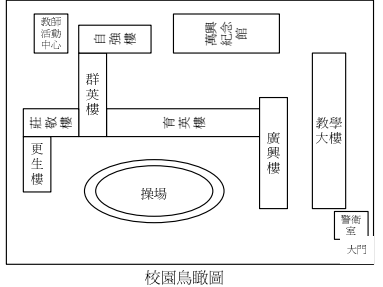 教師
活動
中心
自強樓
萬興
紀念
館
群英樓
莊敬樓
育英樓
更生樓
廣興樓
教學
大樓
操場
警衛
室
大門
校園鳥瞰圖